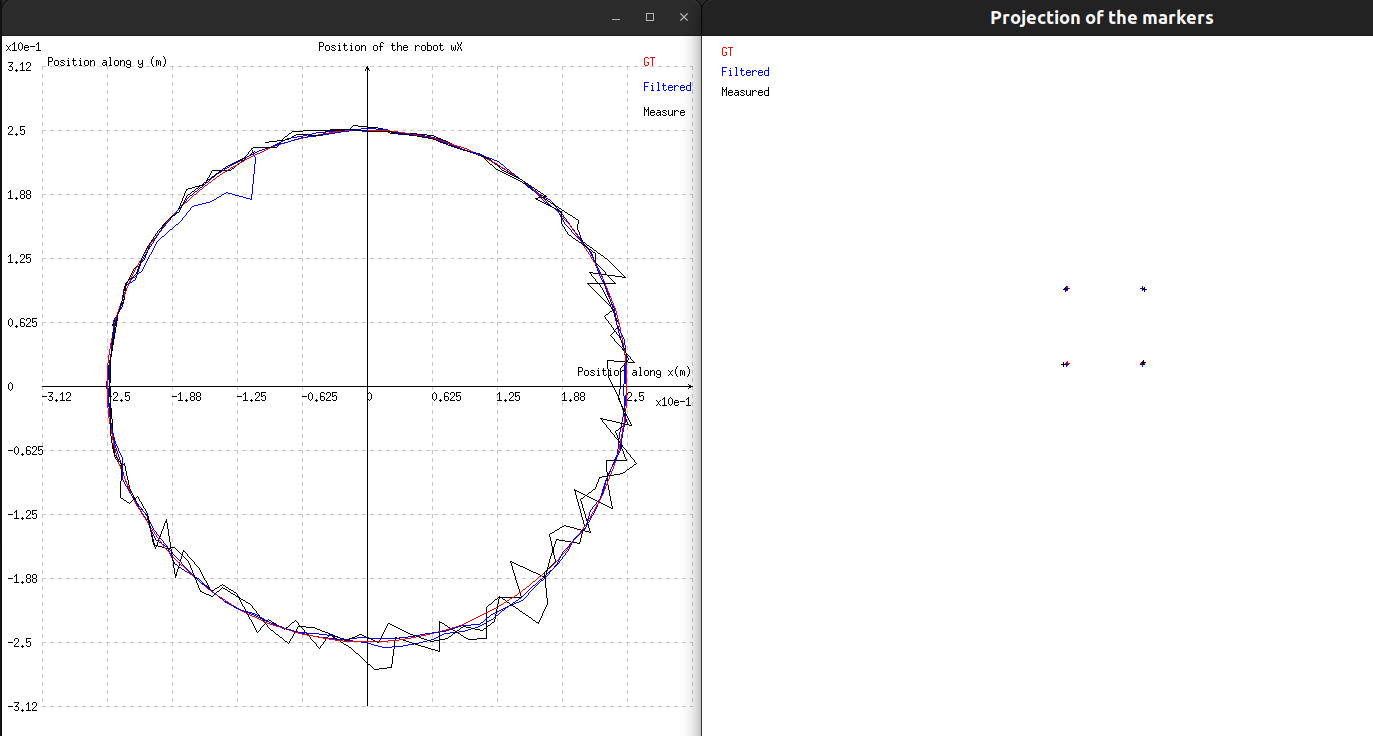 Projection of the markers
x10e-1
Position of the robot wX
Position along y (m)
GT
Filtered
Measure
3.12
2.5
1.88
1.25
0.625
0
-0.625
-1.25
-1.88
-2.5
-3.12
Position along x(m)
-3.12 2.5 -1.88 -1.25 -0.625 0 0.625 1.25 1.88 2.5
x10e-1
GT
Filtered
Measured